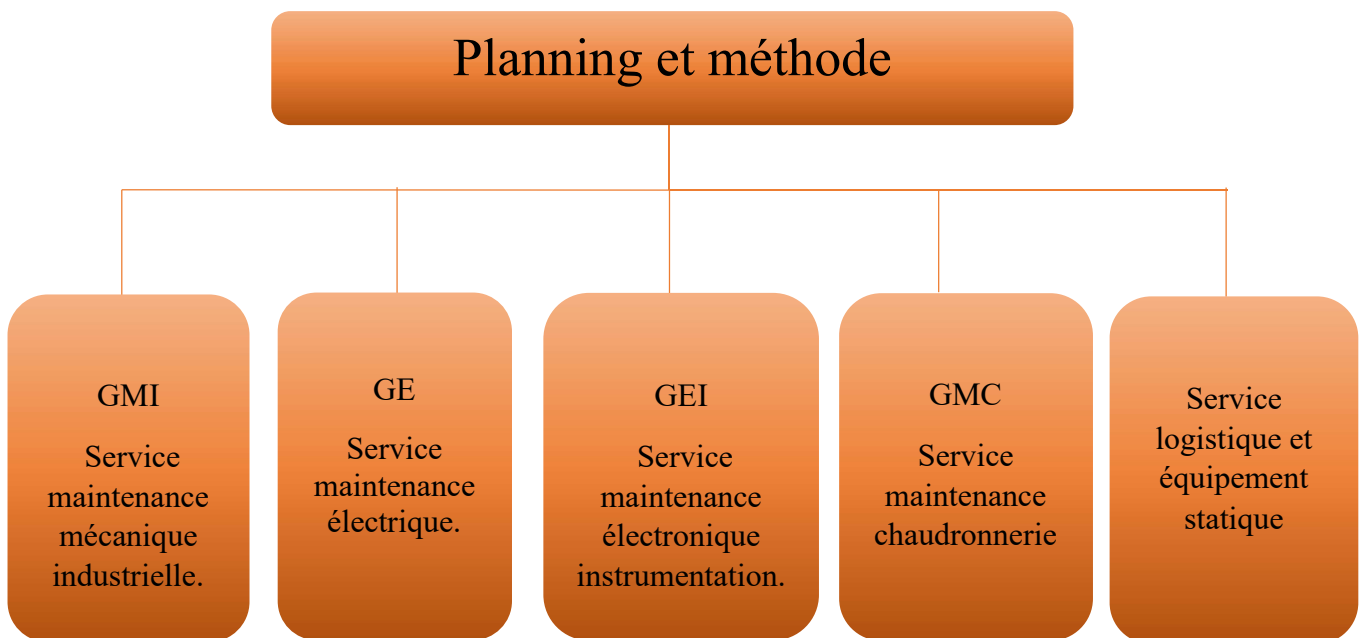 Planning et méthode
GMI
Service
maintenance
mécanique
industrielle.
GE
Service
maintenance
électrique.
GEI
Service
maintenance
électronique
instrumentation.
GMC
Service
maintenance
chaudronnerie
Service
logistique et
équipement
statique